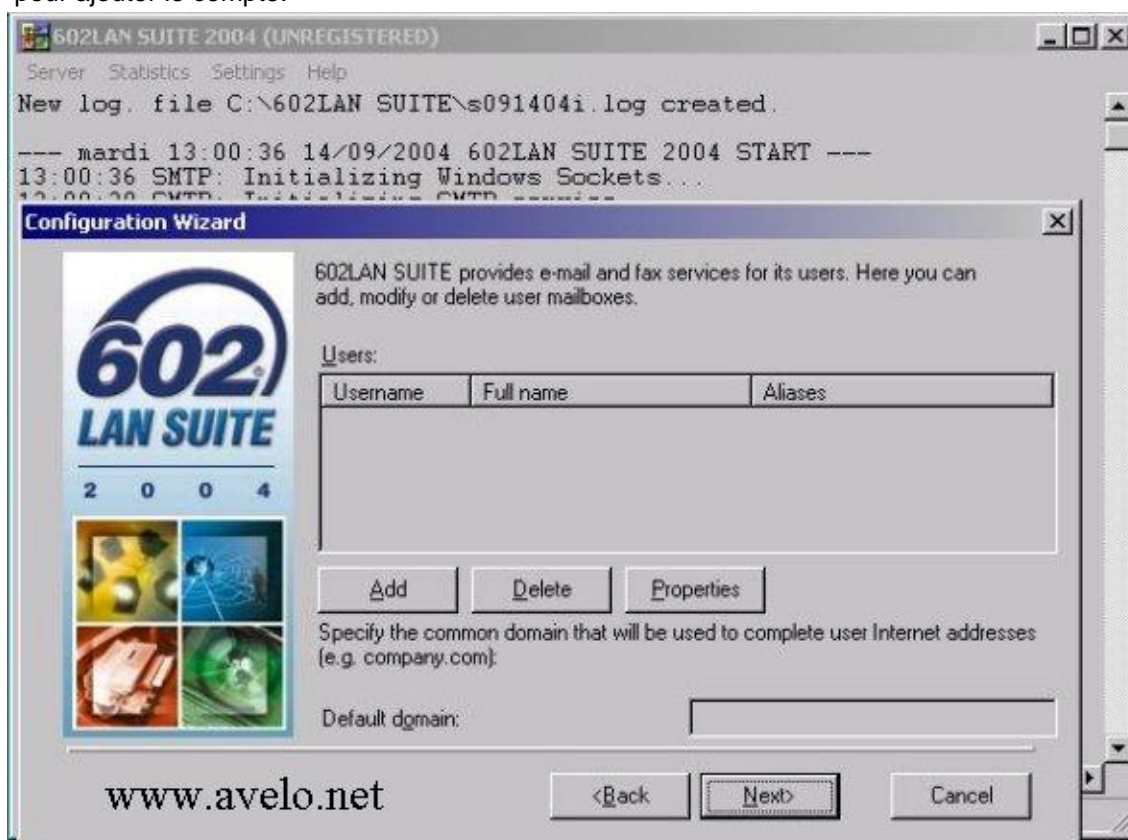 pour ajouter le compte.
602LAN SUITE 2004 (UNREGISTERED)
Server Statistics Settings Help
New log. file C:\602LAN SUITE\s091404i.log created.
--- mardi 13:00:36 14/09/2004 602LAN SUITE 2004 START ---
13:00:36 SMTP: Initializing Windows Sockets...
Configuration Wizard
602LAN SUITE provides e-mail and fax services for its users. Here you can
add, modify or delete user mailboxes.
602
LAN SUITE
2 0 0 4
Users:
Username Full name Aliases
Add Delete Properties
Specify the common domain that will be used to complete user Internet addresses
(e.g. company.com):
Default domain:
www.avelo.net
<Back Next> Cancel